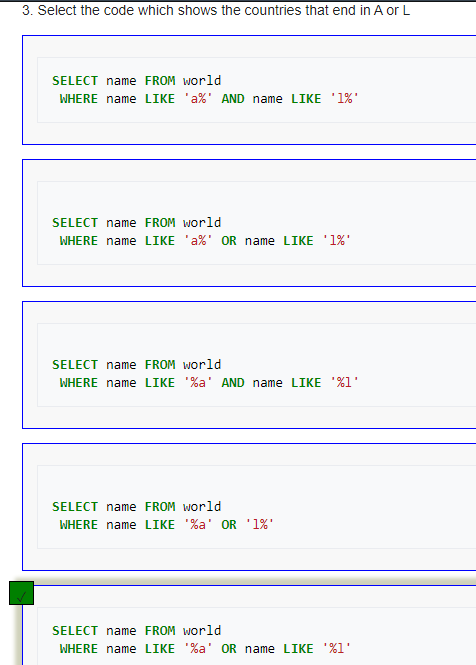 3. Select the code which shows the countries that end in A or L
SELECT name FROM world
WHERE name LIKE 'a%' AND name LIKE 'l%'
SELECT name FROM world
WHERE name LIKE 'a%' OR name LIKE 'l%'
SELECT name FROM world
WHERE name LIKE '%a' AND name LIKE '%l'
SELECT name FROM world
WHERE name LIKE '%a' OR 'l%'
SELECT name FROM world
WHERE name LIKE '%a' OR name LIKE '%l'